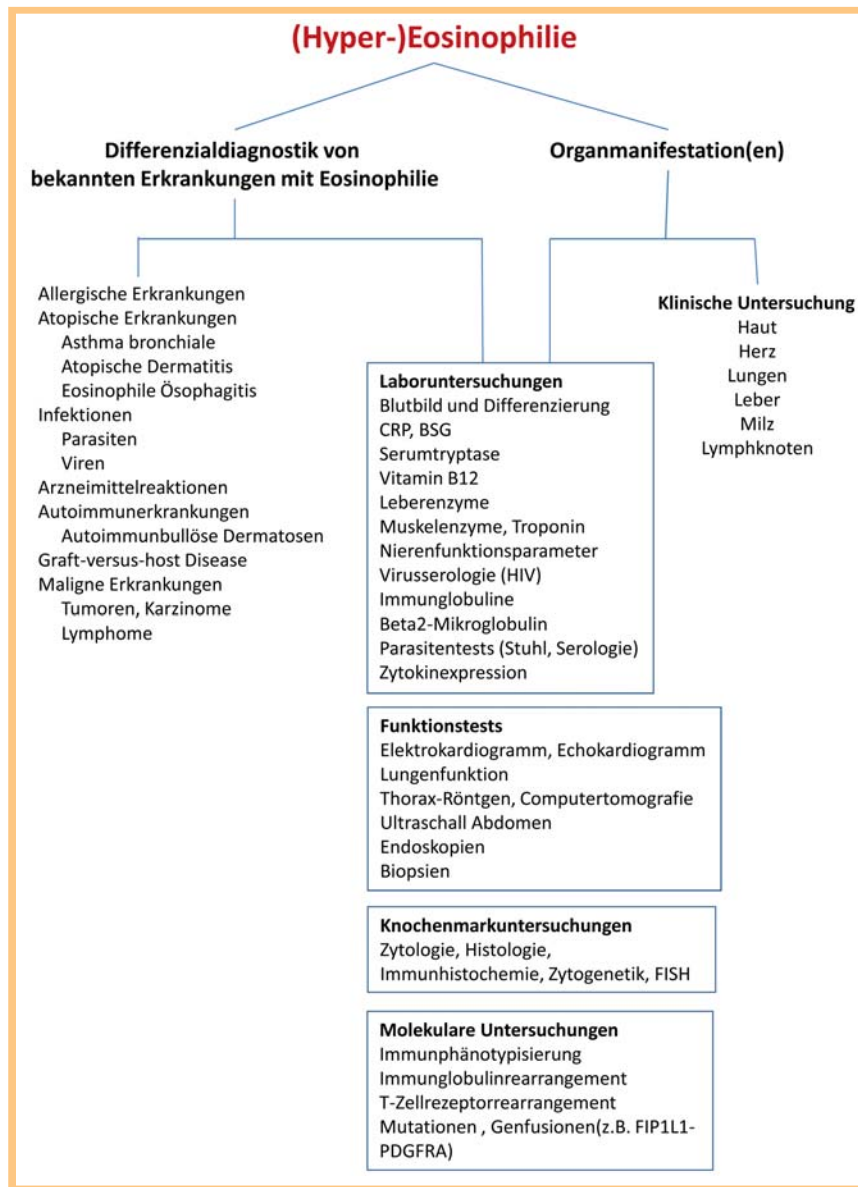 (Hyper-)Eosinophilie
Differenzialdiagnostik von
bekannten Erkrankungen mit Eosinophilie
Organmanifestation(en)
Allergische Erkrankungen
Atopische Erkrankungen
Asthma bronchiale
Atopische Dermatitis
Eosinophile Ösophagitis
Infektionen
Parasiten
Viren
Arzneimittelreaktionen
Autoimmunerkrankungen
Autoimmunbullöse Dermatosen
Graft-versus-host Disease
Maligne Erkrankungen
Tumoren, Karzinome
Lymphome
Laboruntersuchungen
Blutbild und Differenzierung
CRP, BSG
Serumtryptase
Vitamin B12
Leberenzyme
Muskelenzyme, Troponin
Nierenfunktionsparameter
Virusserologie (HIV)
Immunglobuline
Beta2-Mikroglobulin
Parasitentests (Stuhl, Serologie)
Zytokinexpression
Klinische Untersuchung
Haut
Herz
Lungen
Leber
Milz
Lymphknoten
Funktionstests
Elektrokardiogramm, Echokardiogramm
Lungenfunktion
Thorax-Röntgen, Computertomografie
Ultraschall Abdomen
Endoskopien
Biopsien
Knochenmarkuntersuchungen
Zytologie, Histologie,
Immunhistochemie, Zytogenetik, FISH
Molekulare Untersuchungen
Immunphänotypisierung
Immunglobulinrearrangement
T-Zellrezeptorrearrangement
Mutationen , Genfusionen(z.B. FIP1L1-
PDGFRA)